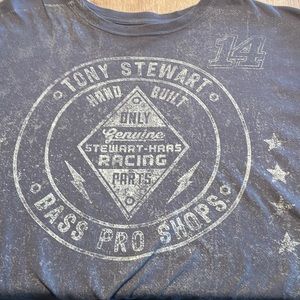 14
TONY STEWART
HAND BUILT
ONLY
Genuine
STEWART-HAAS
RACING
PARTS
BASS PRO SHOPS